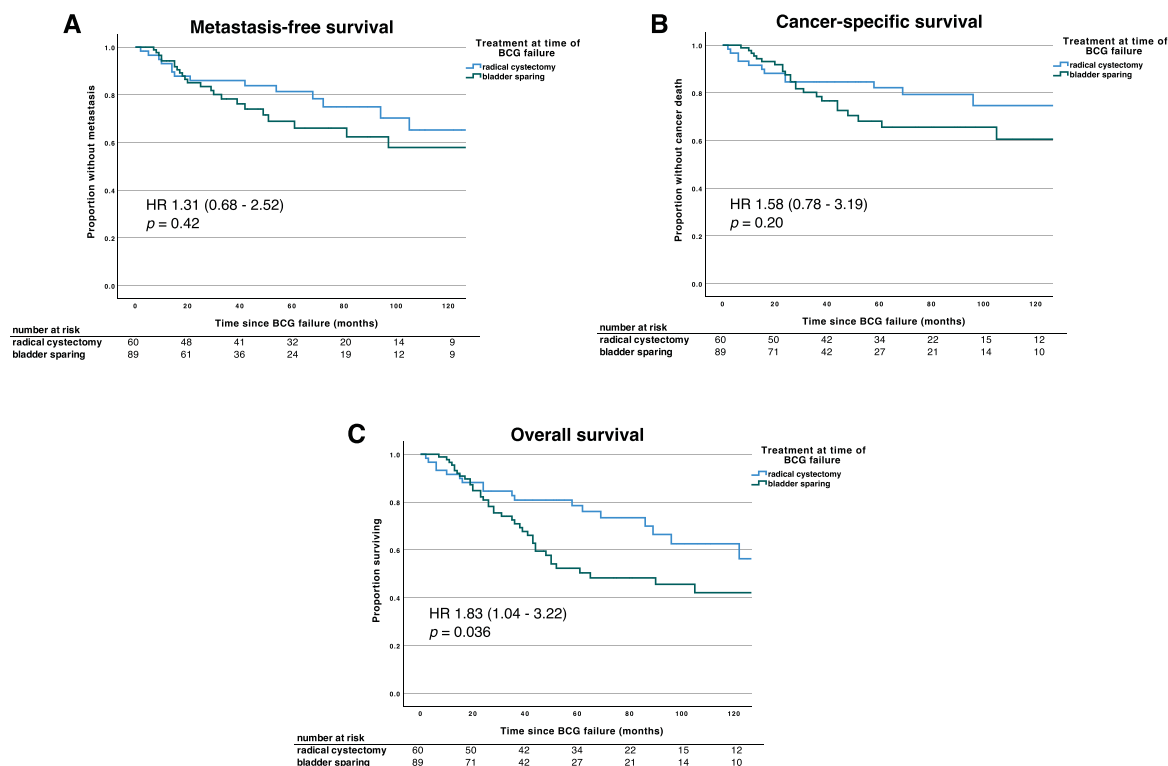 A
Metastasis-free survival
Treatment at time of
BCG failure
radical cystectomy
bladder sparing
Proportion without metastasis
1.0
0.8
0.6
0.4
0.2
0.0
HR 1.31 (0.68 - 2.52)
p = 0.42
0 20 40 60 80 100 120
Time since BCG failure (months)
number at risk
radical cystectomy 60 48 41 32 20 14 9
bladder sparing 89 61 36 24 19 12 9
B
Cancer-specific survival
Treatment at time of
BCG failure
radical cystectomy
bladder sparing
Proportion without cancer death
1.0
0.8
0.6
0.4
0.2
0.0
HR 1.58 (0.78 - 3.19)
p = 0.20
0 20 40 60 80 100 120
Time since BCG failure (months)
number at risk
radical cystectomy 60 50 42 34 22 15 12
bladder sparing 89 71 42 27 21 14 10
C
Overall survival
Treatment at time of
BCG failure
radical cystectomy
bladder sparing
Proportion surviving
1.0
0.8
0.6
0.4
0.2
0.0
HR 1.83 (1.04 - 3.22)
p = 0.036
0 20 40 60 80 100 120
Time since BCG failure (months)
number at risk
radical cystectomy 60 50 42 34 22 15 12
bladder sparing 89 71 42 27 21 14 10